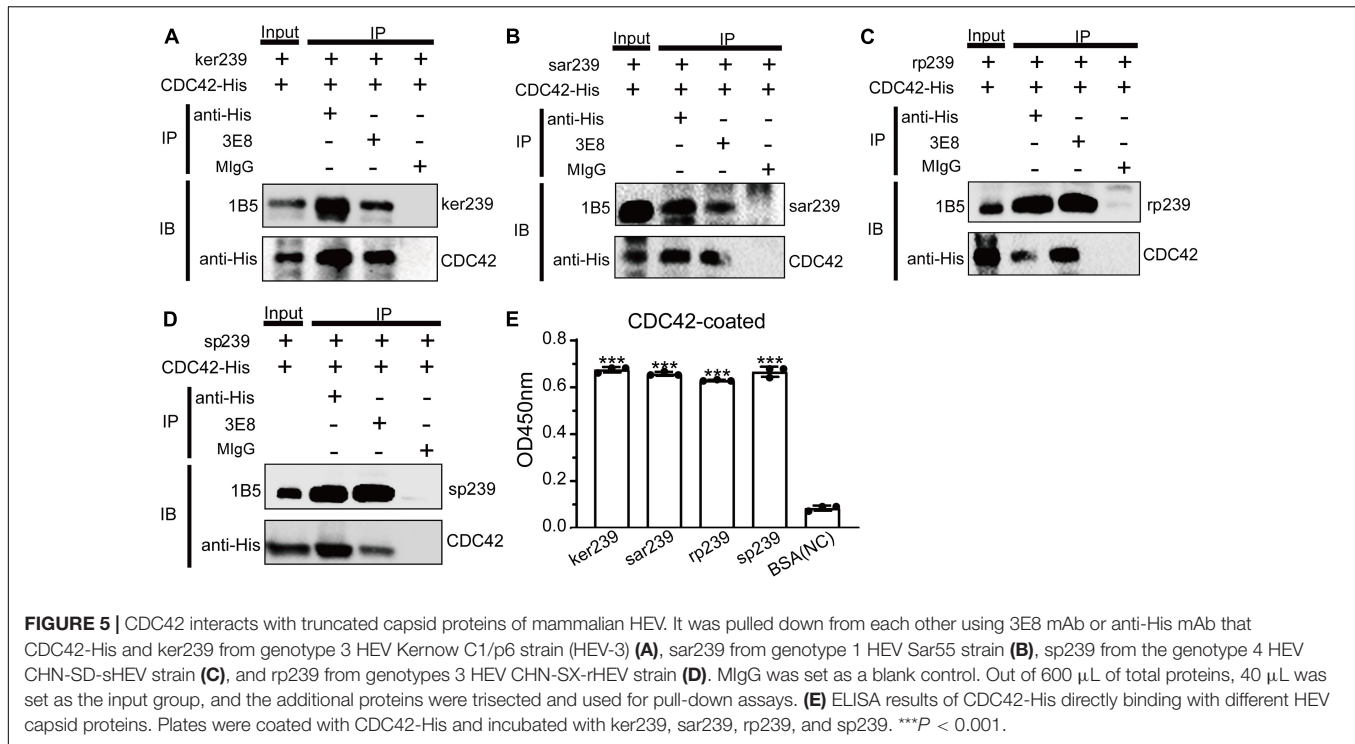 A
Input IP
ker239 + + + +
CDC42-His + + + +
anti-His + - -
IP 3E8 - + -
MIgG - - +
1B5 ker239
IB
anti-His CDC42
B
Input IP
sar239 + + + +
CDC42-His + + + +
anti-His + - -
IP 3E8 - + -
MIgG - - +
1B5 sar239
IB
anti-His CDC42
C
Input IP
rp239 + + + +
CDC42-His + + + +
anti-His + - -
IP 3E8 - + -
MIgG - - +
1B5 rp239
IB
anti-His CDC42
D
Input IP
sp239 + + + +
CDC42-His + + + +
anti-His + - -
IP 3E8 - + -
MIgG - - +
1B5 sp239
IB
anti-His CDC42
E
CDC42-coated
OD450nm
0.8
0.6
0.4
0.2
0.0
*** *** *** ***
ker239 sar239 rp239 sp239 BSA(NC)
FIGURE 5 | CDC42 interacts with truncated capsid proteins of mammalian HEV. It was pulled down from each other using 3E8 mAb or anti-His mAb that
CDC42-His and ker239 from genotype 3 HEV Kernow C1/p6 strain (HEV-3) (A), sar239 from genotype 1 HEV Sar55 strain (B), sp239 from the genotype 4 HEV
CHN-SD-sHEV strain (C), and rp239 from genotypes 3 HEV CHN-SX-rHEV strain (D). MIgG was set as a blank control. Out of 600 μL of total proteins, 40 μL was
set as the input group, and the additional proteins were trisected and used for pull-down assays. (E) ELISA results of CDC42-His directly binding with different HEV
capsid proteins. Plates were coated with CDC42-His and incubated with ker239, sar239, rp239, and sp239. ***P < 0.001.